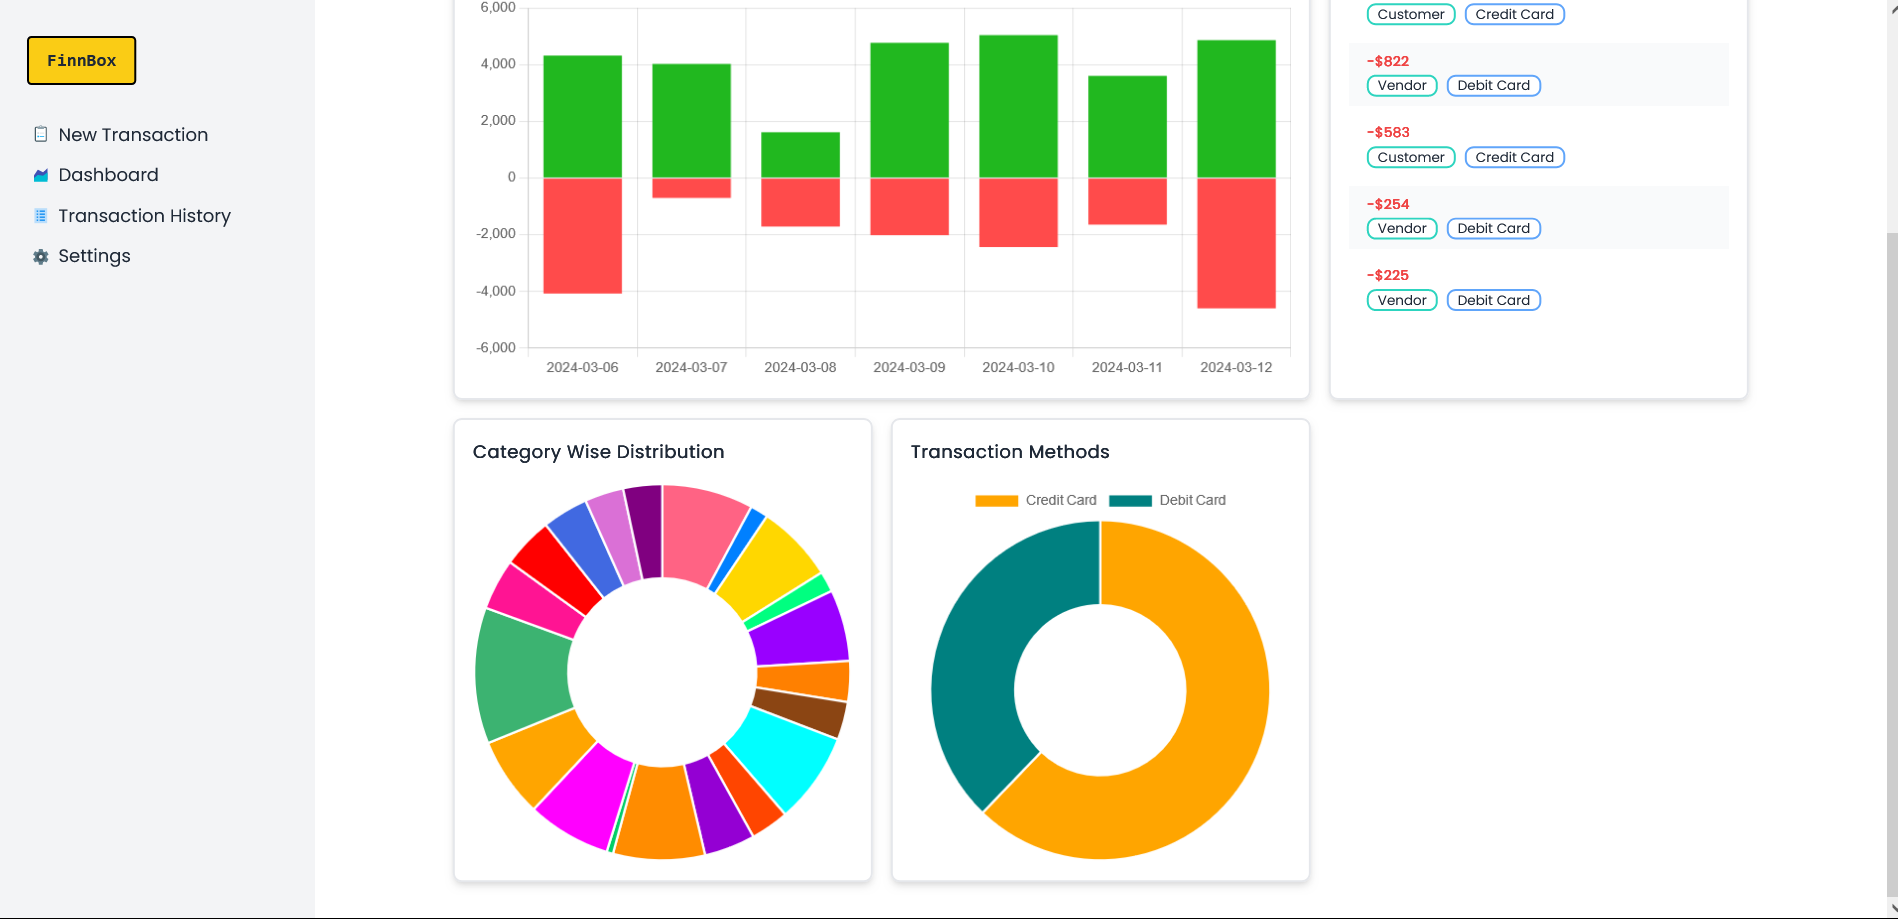 FinnBox
New Transaction
Dashboard
Transaction History
Settings
6,000
4,000
2,000
0
-2,000
-4,000
-6,000
2024-03-06 2024-03-07 2024-03-08 2024-03-09 2024-03-10 2024-03-11 2024-03-12
Customer Credit Card
-$822
Vendor Debit Card
-$583
Customer Credit Card
-$254
Vendor Debit Card
-$225
Vendor Debit Card
Category Wise Distribution
Transaction Methods
Credit Card Debit Card